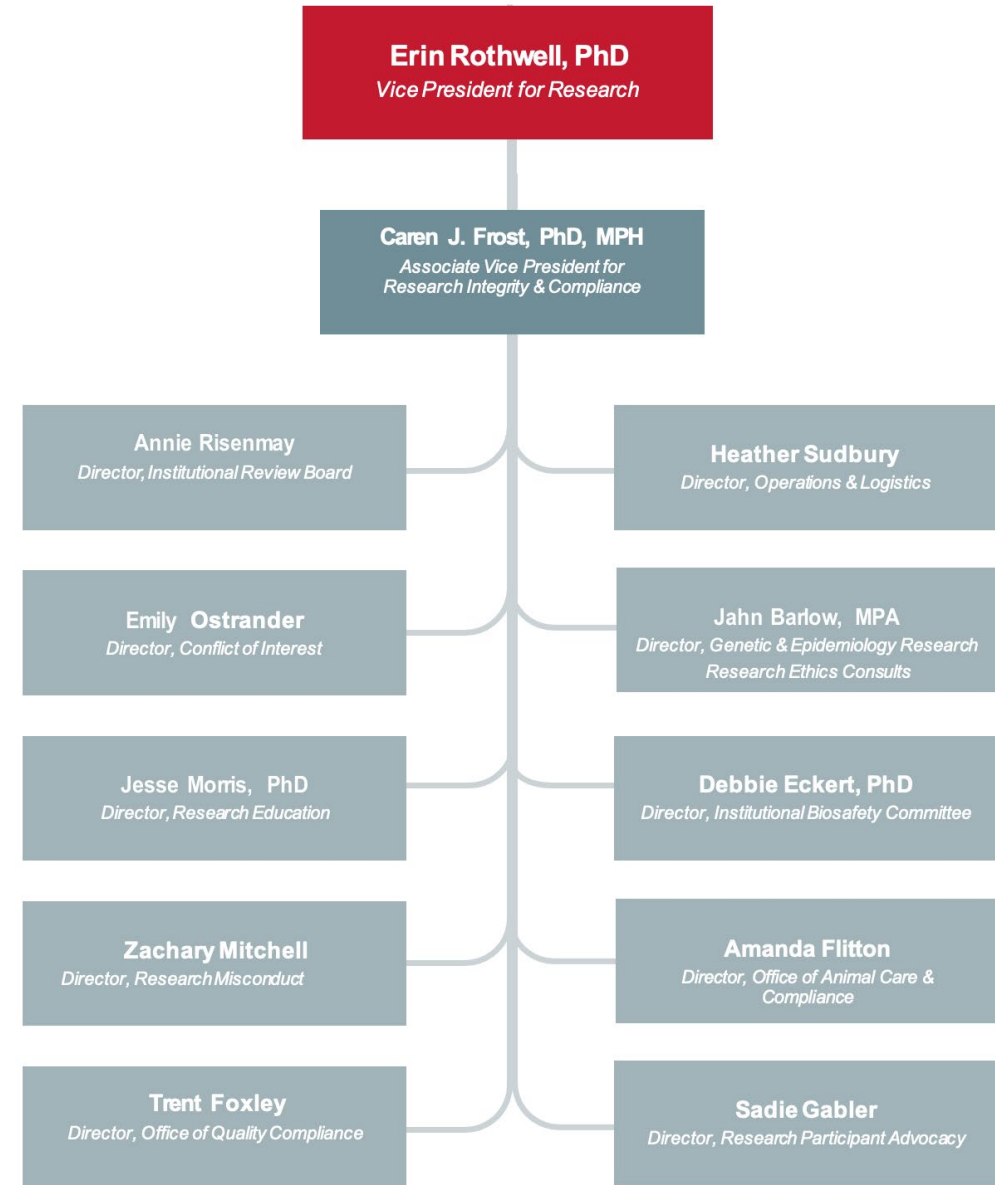 Erin Rothwell, PhD
Vice President for Research
Caren J. Frost, PhD, MPH
Associate Vice President for
Research Integrity & Compliance
Annie Risenmay
Director, Institutional Review Board
Heather Sudbury
Director, Operations & Logistics
Emily Ostrander
Director, Conflict of Interest
Jahn Barlow, MPA
Director, Genetic & Epidemiology Research
Research Ethics Consults
Jesse Morris, PhD
Director, Research Education
Debbie Eckert, PhD
Director, Institutional Biosafety Committee
Zachary Mitchell
Director, Research Misconduct
Amanda Flitton
Director, Office of Animal Care &
Compliance
Trent Foxley
Director, Office of Quality Compliance
Sadie Gabler
Director, Research Participant Advocacy